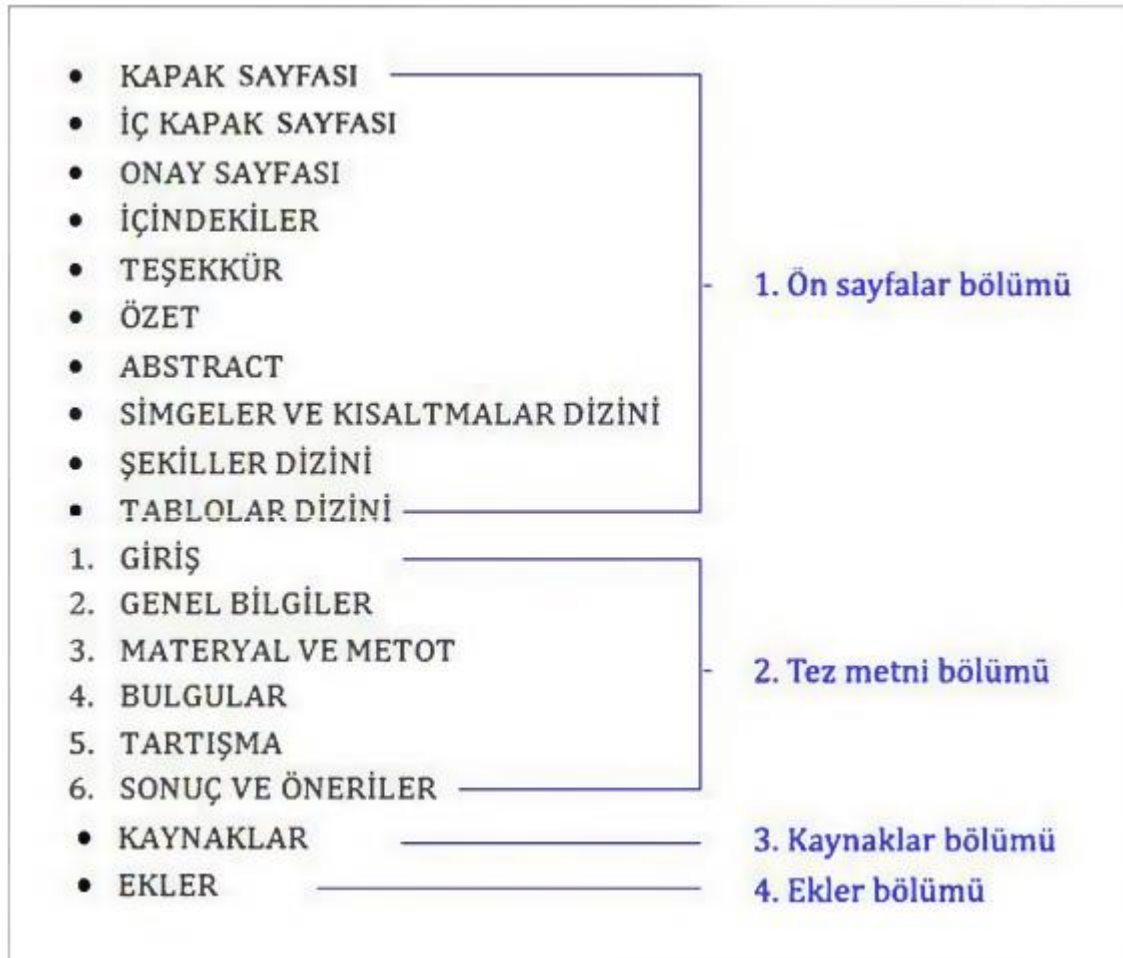 • KAPAK SAYFASI
• İÇ KAPAK SAYFASI
• ONAY SAYFASI
• İÇİNDEKİLER
• TEŞEKKÜR
• ÖZET
• ABSTRACT
• SİMGELER VE KISALTMALAR DİZİNİ
• ŞEKİLLER DİZİNİ
• TABLOLAR DİZİNİ
1. Ön sayfalar bölümü
1. GİRİŞ
2. GENEL BİLGİLER
3. MATERYAL VE METOT
4. BULGULAR
5. TARTIŞMA
6. SONUÇ VE ÖNERİLER
2. Tez metni bölümü
• KAYNAKLAR
3. Kaynaklar bölümü
• EKLER
4. Ekler bölümü